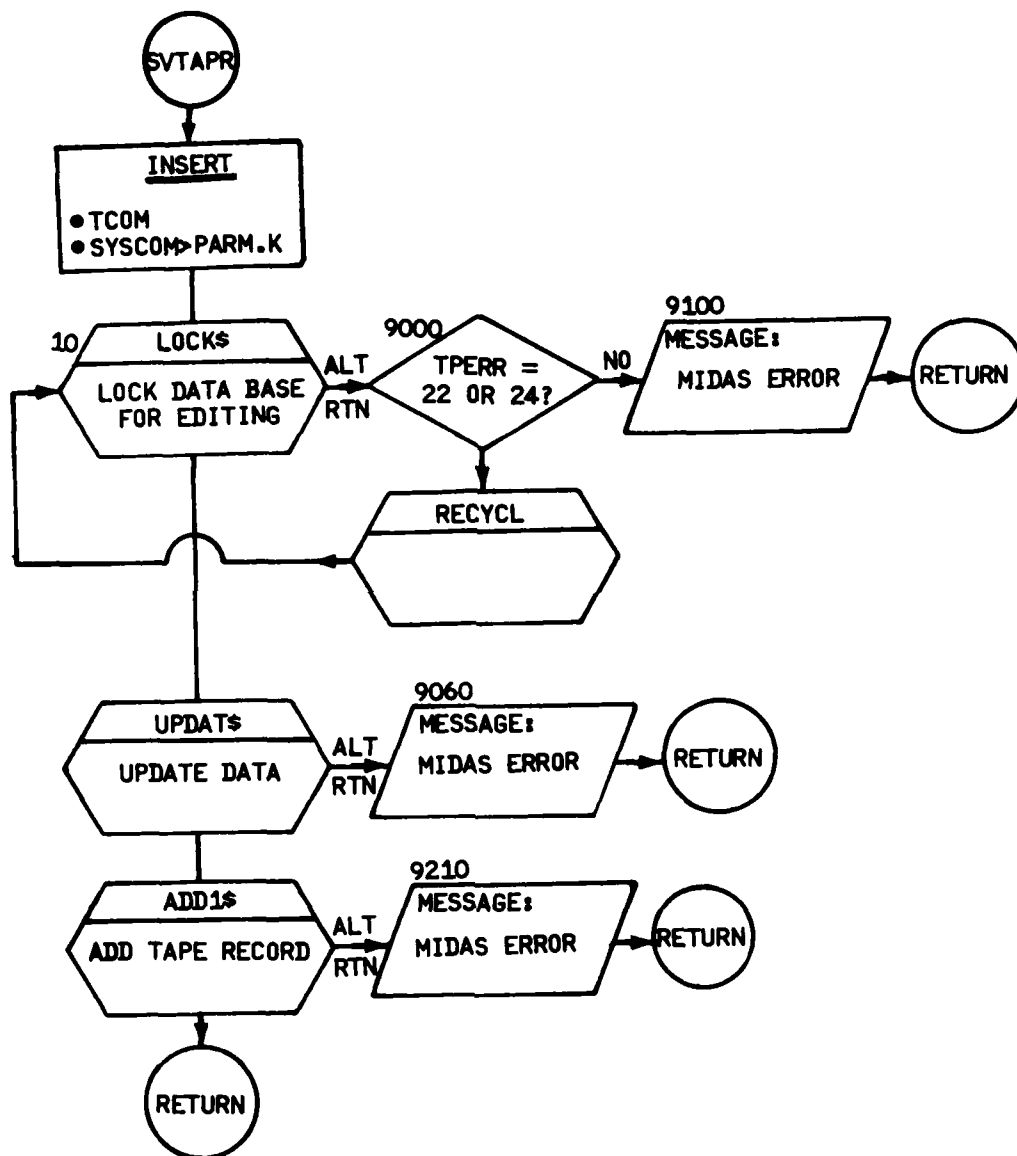 SVTAPR
INSERT
● TCOM
● SYSCOM>PARM.K
10
LOCK$
LOCK DATA BASE
FOR EDITING
ALT
RTN
9000
TPERR =
22 OR 24?
NO
9100
MESSAGE:
MIDAS ERROR
RETURN
RECYCL
UPDAT$
UPDATE DATA
ALT
RTN
9060
MESSAGE:
MIDAS ERROR
RETURN
ADD1$
ADD TAPE RECORD
ALT
RTN
9210
MESSAGE:
MIDAS ERROR
RETURN
RETURN